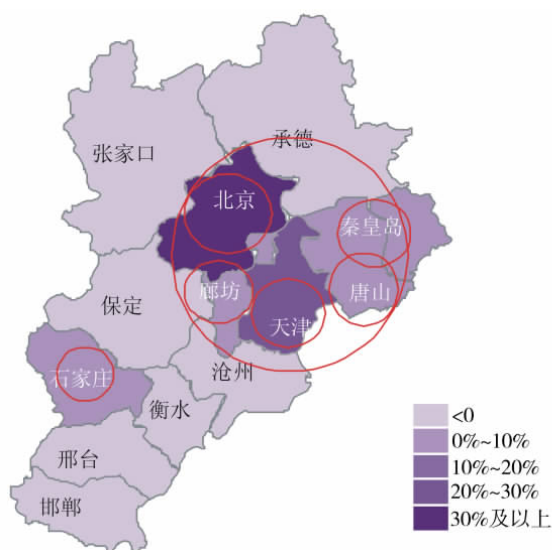 张家口
承德
北京
秦皇岛
廊坊
唐山
保定
天津
石家庄
沧州
衡水
邢台
邯郸
<0
0%~10%
10%~20%
20%~30%
30%及以上